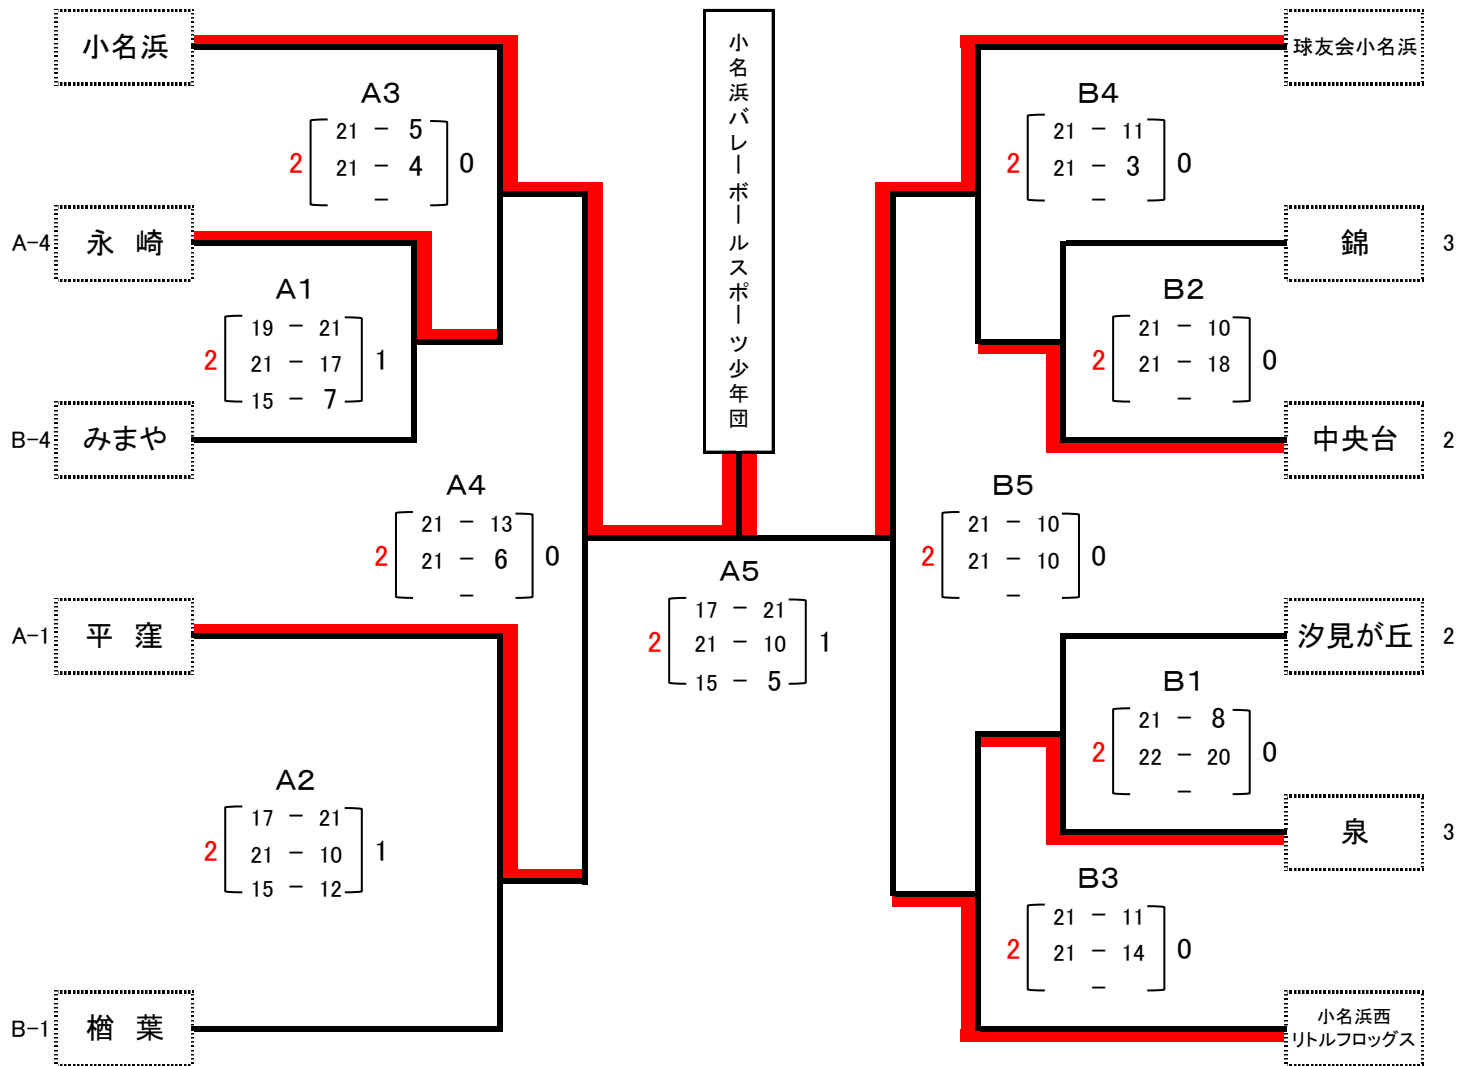 小名浜
A3
21 - 5
2 21 - 4 0
-
A-4 永　崎
A1
19 - 21
2 21 - 17 1
15 - 7
B-4 みまや
A4
21 - 13
2 21 - 6 0
-
A-1 平　窪
A2
17 - 21
2 21 - 10 1
15 - 12
B-1 楢　葉
小名浜バレーボールスポーツ少年団
A5
17 - 21
2 21 - 10 1
15 - 5
球友会小名浜
B4
21 - 11
2 21 - 3 0
-
錦 3
B2
21 - 10
2 21 - 18 0
-
中央台 2
B5
21 - 10
2 21 - 10 0
-
汐見が丘 2
B1
21 - 8
2 22 - 20 0
-
泉 3
B3
21 - 11
2 21 - 14 0
-
小名浜西
リトルフロッグス